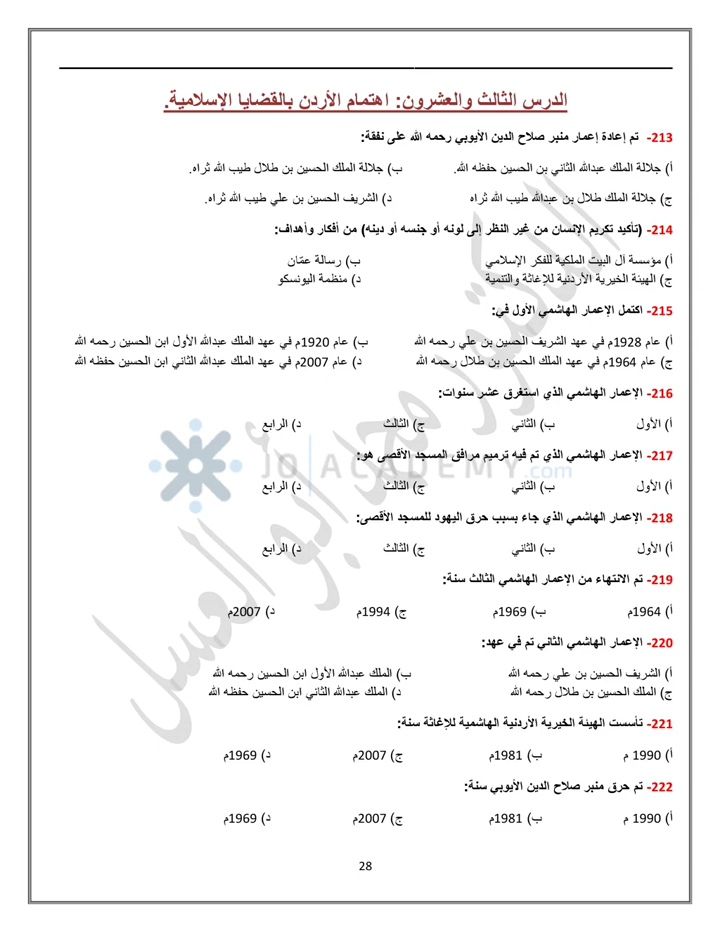 الدرس الثالث والعشرون: اهتمام الأردن بالقضايا الإسلامية.
213- تم إعادة إعمار منبر صلاح الدين الأيوبي رحمه الله على نفقة:
أ) جلالة الملك عبدالله الثاني بن الحسين حفظه الله. ب) جلالة الملك الحسين بن طلال طيب الله ثراه.
ج) جلالة الملك طلال بن عبدالله طيب الله ثراه د) الشريف الحسين بن علي طيب الله ثراه.
214- (تأكيد تكريم الإنسان من غير النظر إلى لونه أو جنسه أو دينه) من أفكار وأهداف:
أ) مؤسسة آل البيت الملكية للفكر الإسلامي ب) رسالة عمّان
ج) الهيئة الخيرية الأردنية للإغاثة والتنمية د) منظمة اليونسكو
215- اكتمل الإعمار الهاشمي الأول في:
أ) عام 1928م في عهد الشريف الحسين بن علي رحمه الله ب) عام 1920م في عهد الملك عبدالله الأول ابن الحسين رحمه الله
ج) عام 1964م في عهد الملك الحسين بن طلال رحمه الله د) عام 2007م في عهد الملك عبدالله الثاني ابن الحسين حفظه الله
216- الإعمار الهاشمي الذي استغرق عشر سنوات:
أ) الأول ب) الثاني ج) الثالث د) الرابع
217- الإعمار الهاشمي الذي تم فيه ترميم مرافق المسجد الأقصى هو:
JO ACADEMY.com
أ) الأول ب) الثاني ج) الثالث د) الرابع
218- الإعمار الهاشمي الذي جاء بسبب حرق اليهود للمسجد الأقصى:
أ) الأول ب) الثاني ج) الثالث د) الرابع
219- تم الانتهاء من الإعمار الهاشمي الثالث سنة:
أ) 1964م ب) 1969م ج) 1994م د) 2007م
220- الإعمار الهاشمي الثاني تم في عهد:
أ) الشريف الحسين بن علي رحمه الله ب) الملك عبدالله الأول ابن الحسين رحمه الله
ج) الملك الحسين بن طلال رحمه الله د) الملك عبدالله الثاني ابن الحسين حفظه الله
221- تأسست الهيئة الخيرية الأردنية الهاشمية للإغاثة سنة:
أ) 1990 م ب) 1981م ج) 2007م د) 1969م
222- تم حرق منبر صلاح الدين الأيوبي سنة:
أ) 1990 م ب) 1981م ج) 2007م د) 1969م
28